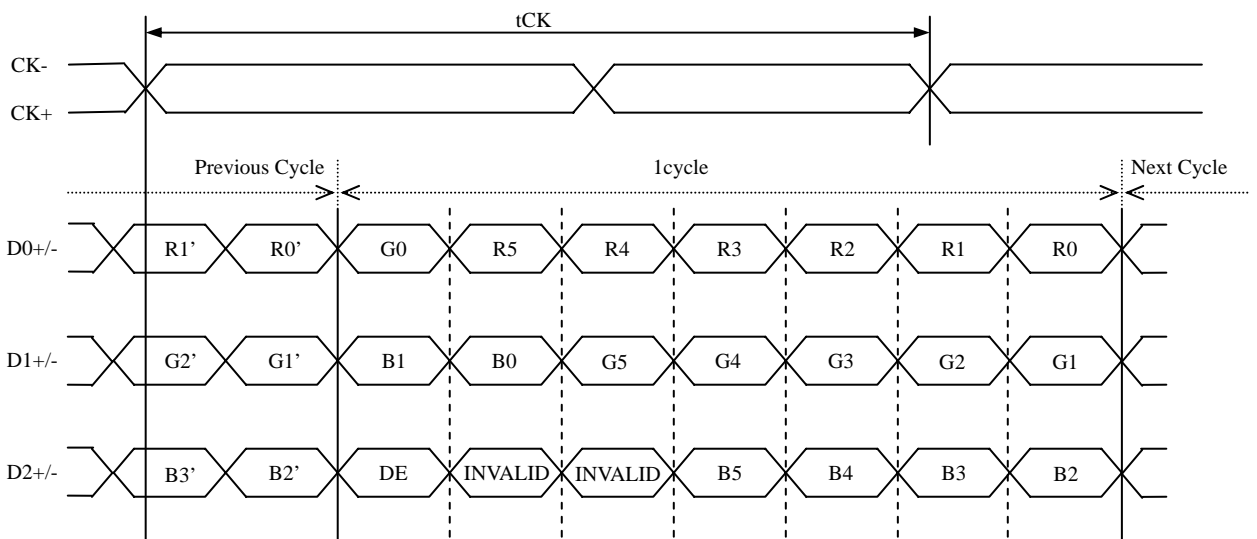 tCK
CK-
CK+
Previous Cycle
1cycle
Next Cycle
D0+/- R1’ R0’ G0 R5 R4 R3 R2 R1 R0
D1+/- G2’ G1’ B1 B0 G5 G4 G3 G2 G1
D2+/- B3’ B2’ DE INVALID INVALID B5 B4 B3 B2